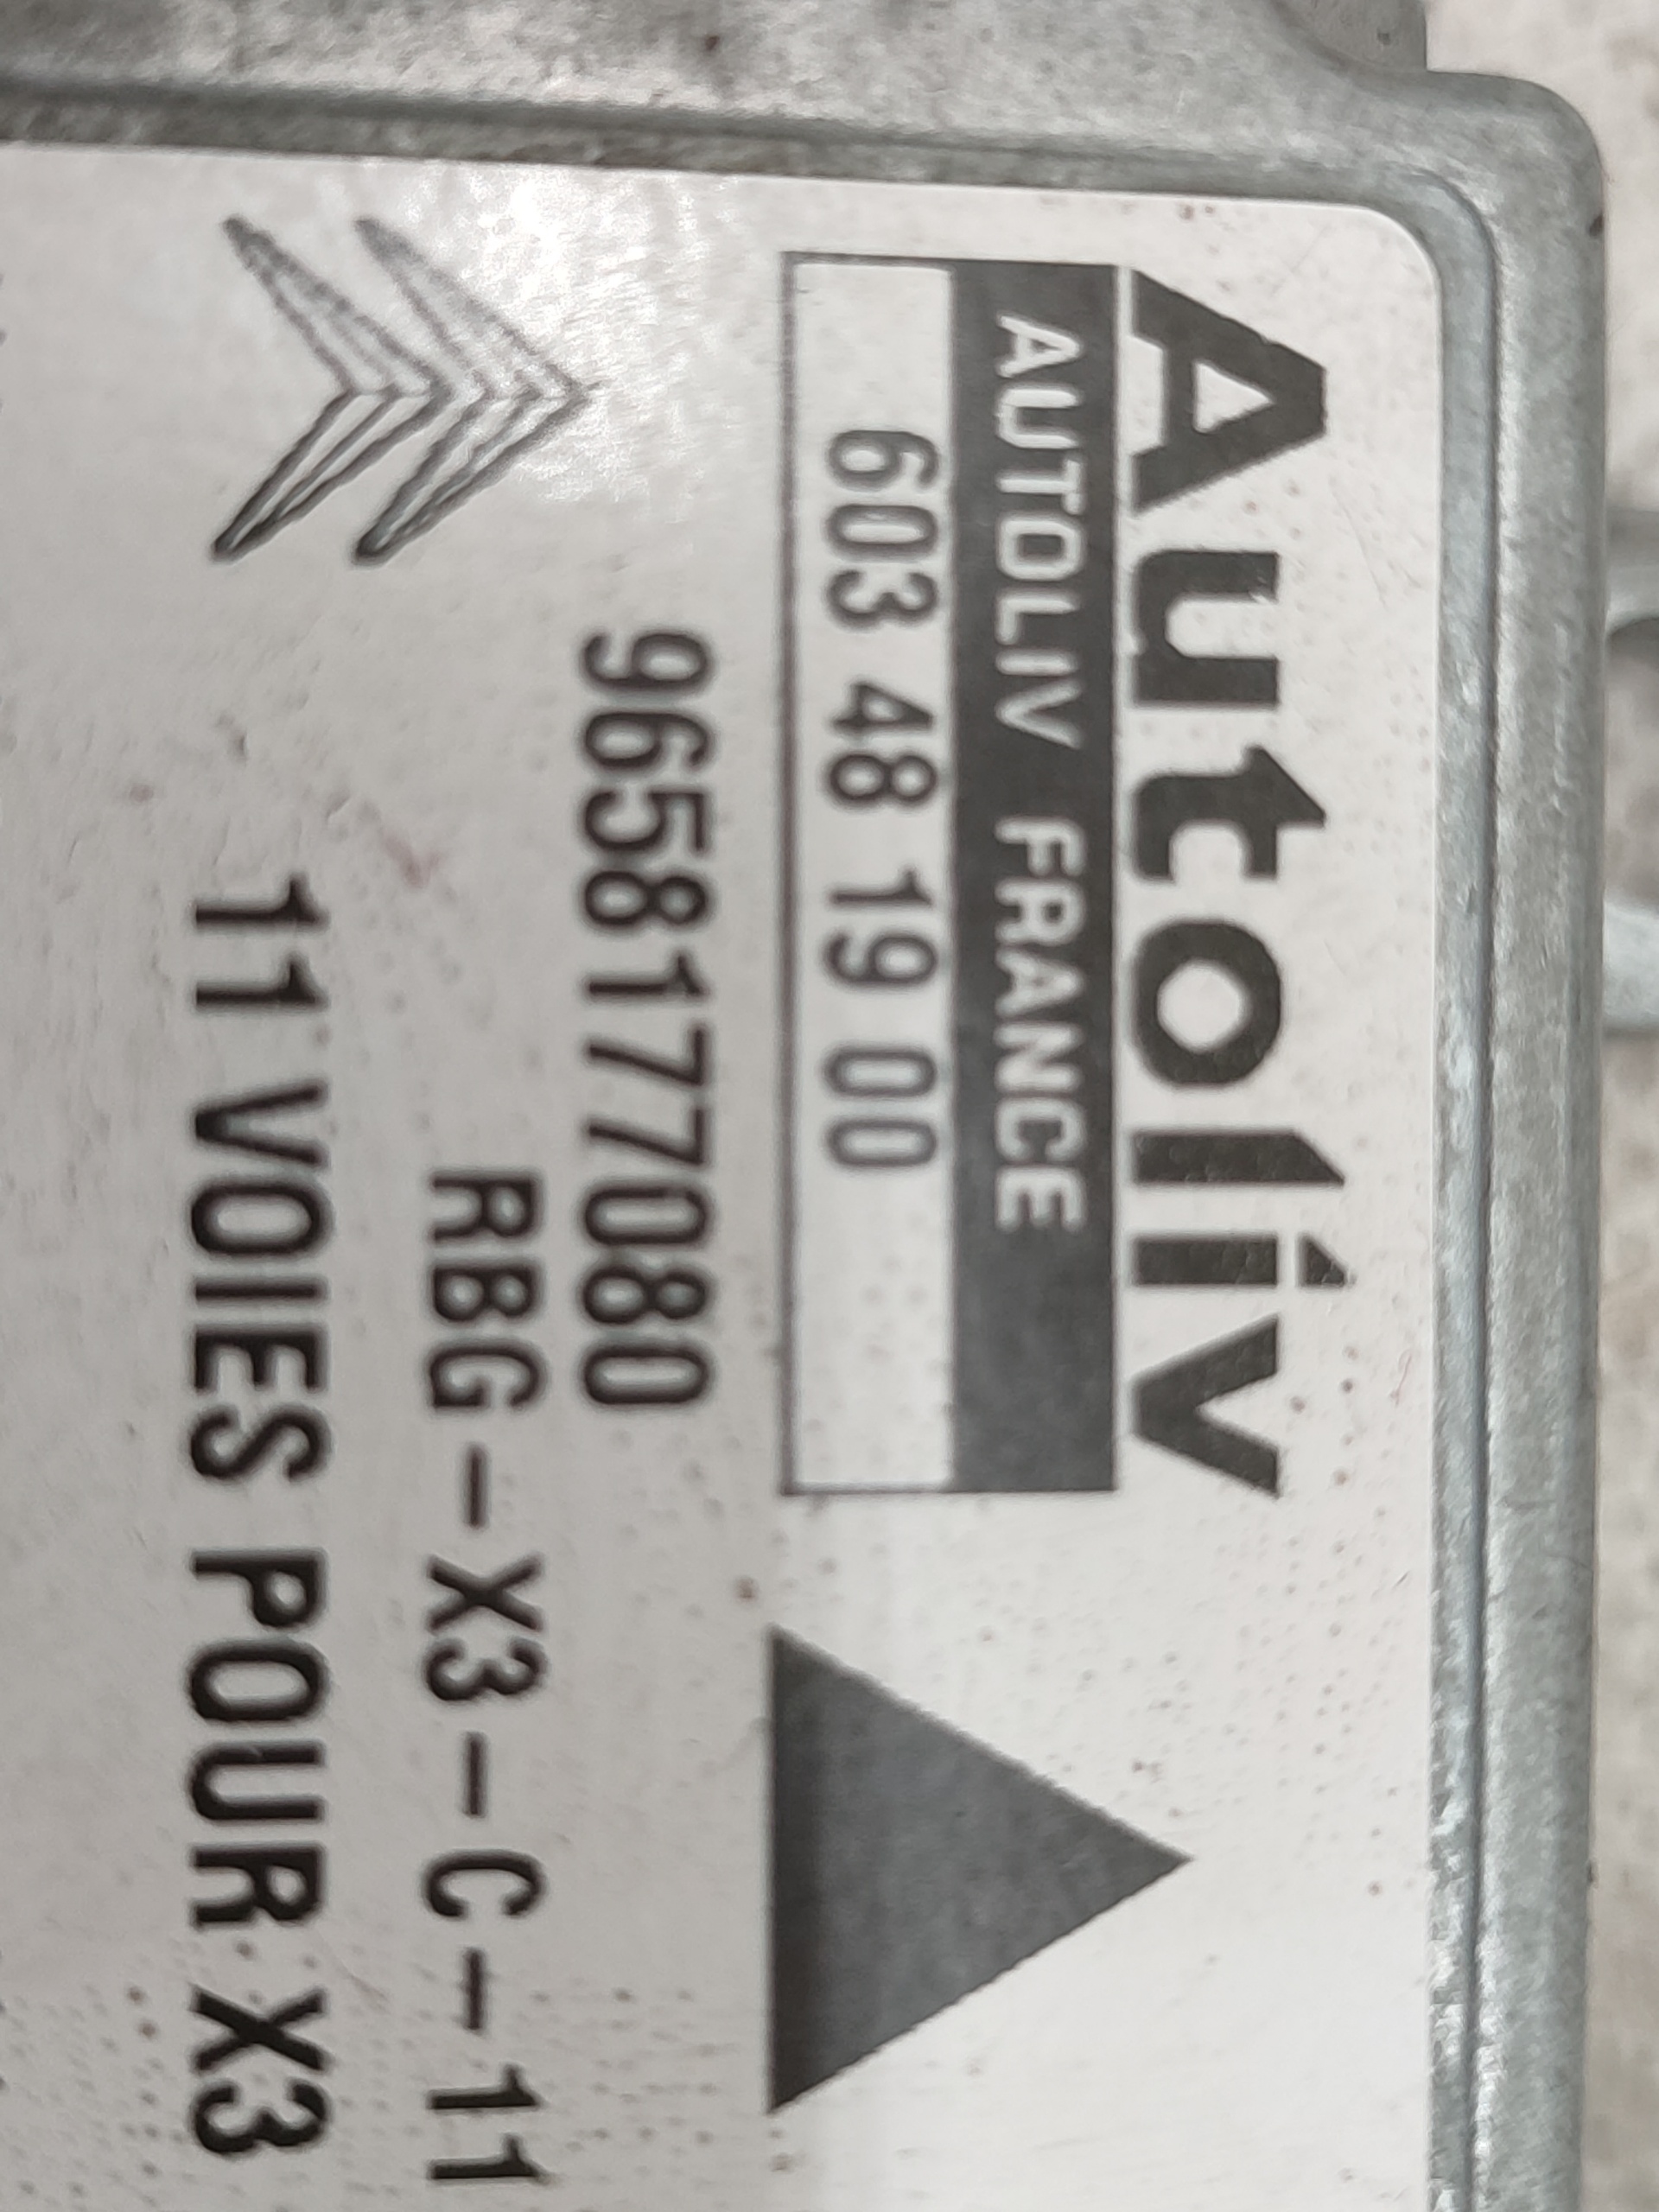 Autoliv
AUTOLIV FRANCE
603 48 19 00
9658177080
RBG-X3-C-11
11 VOIES POUR X3